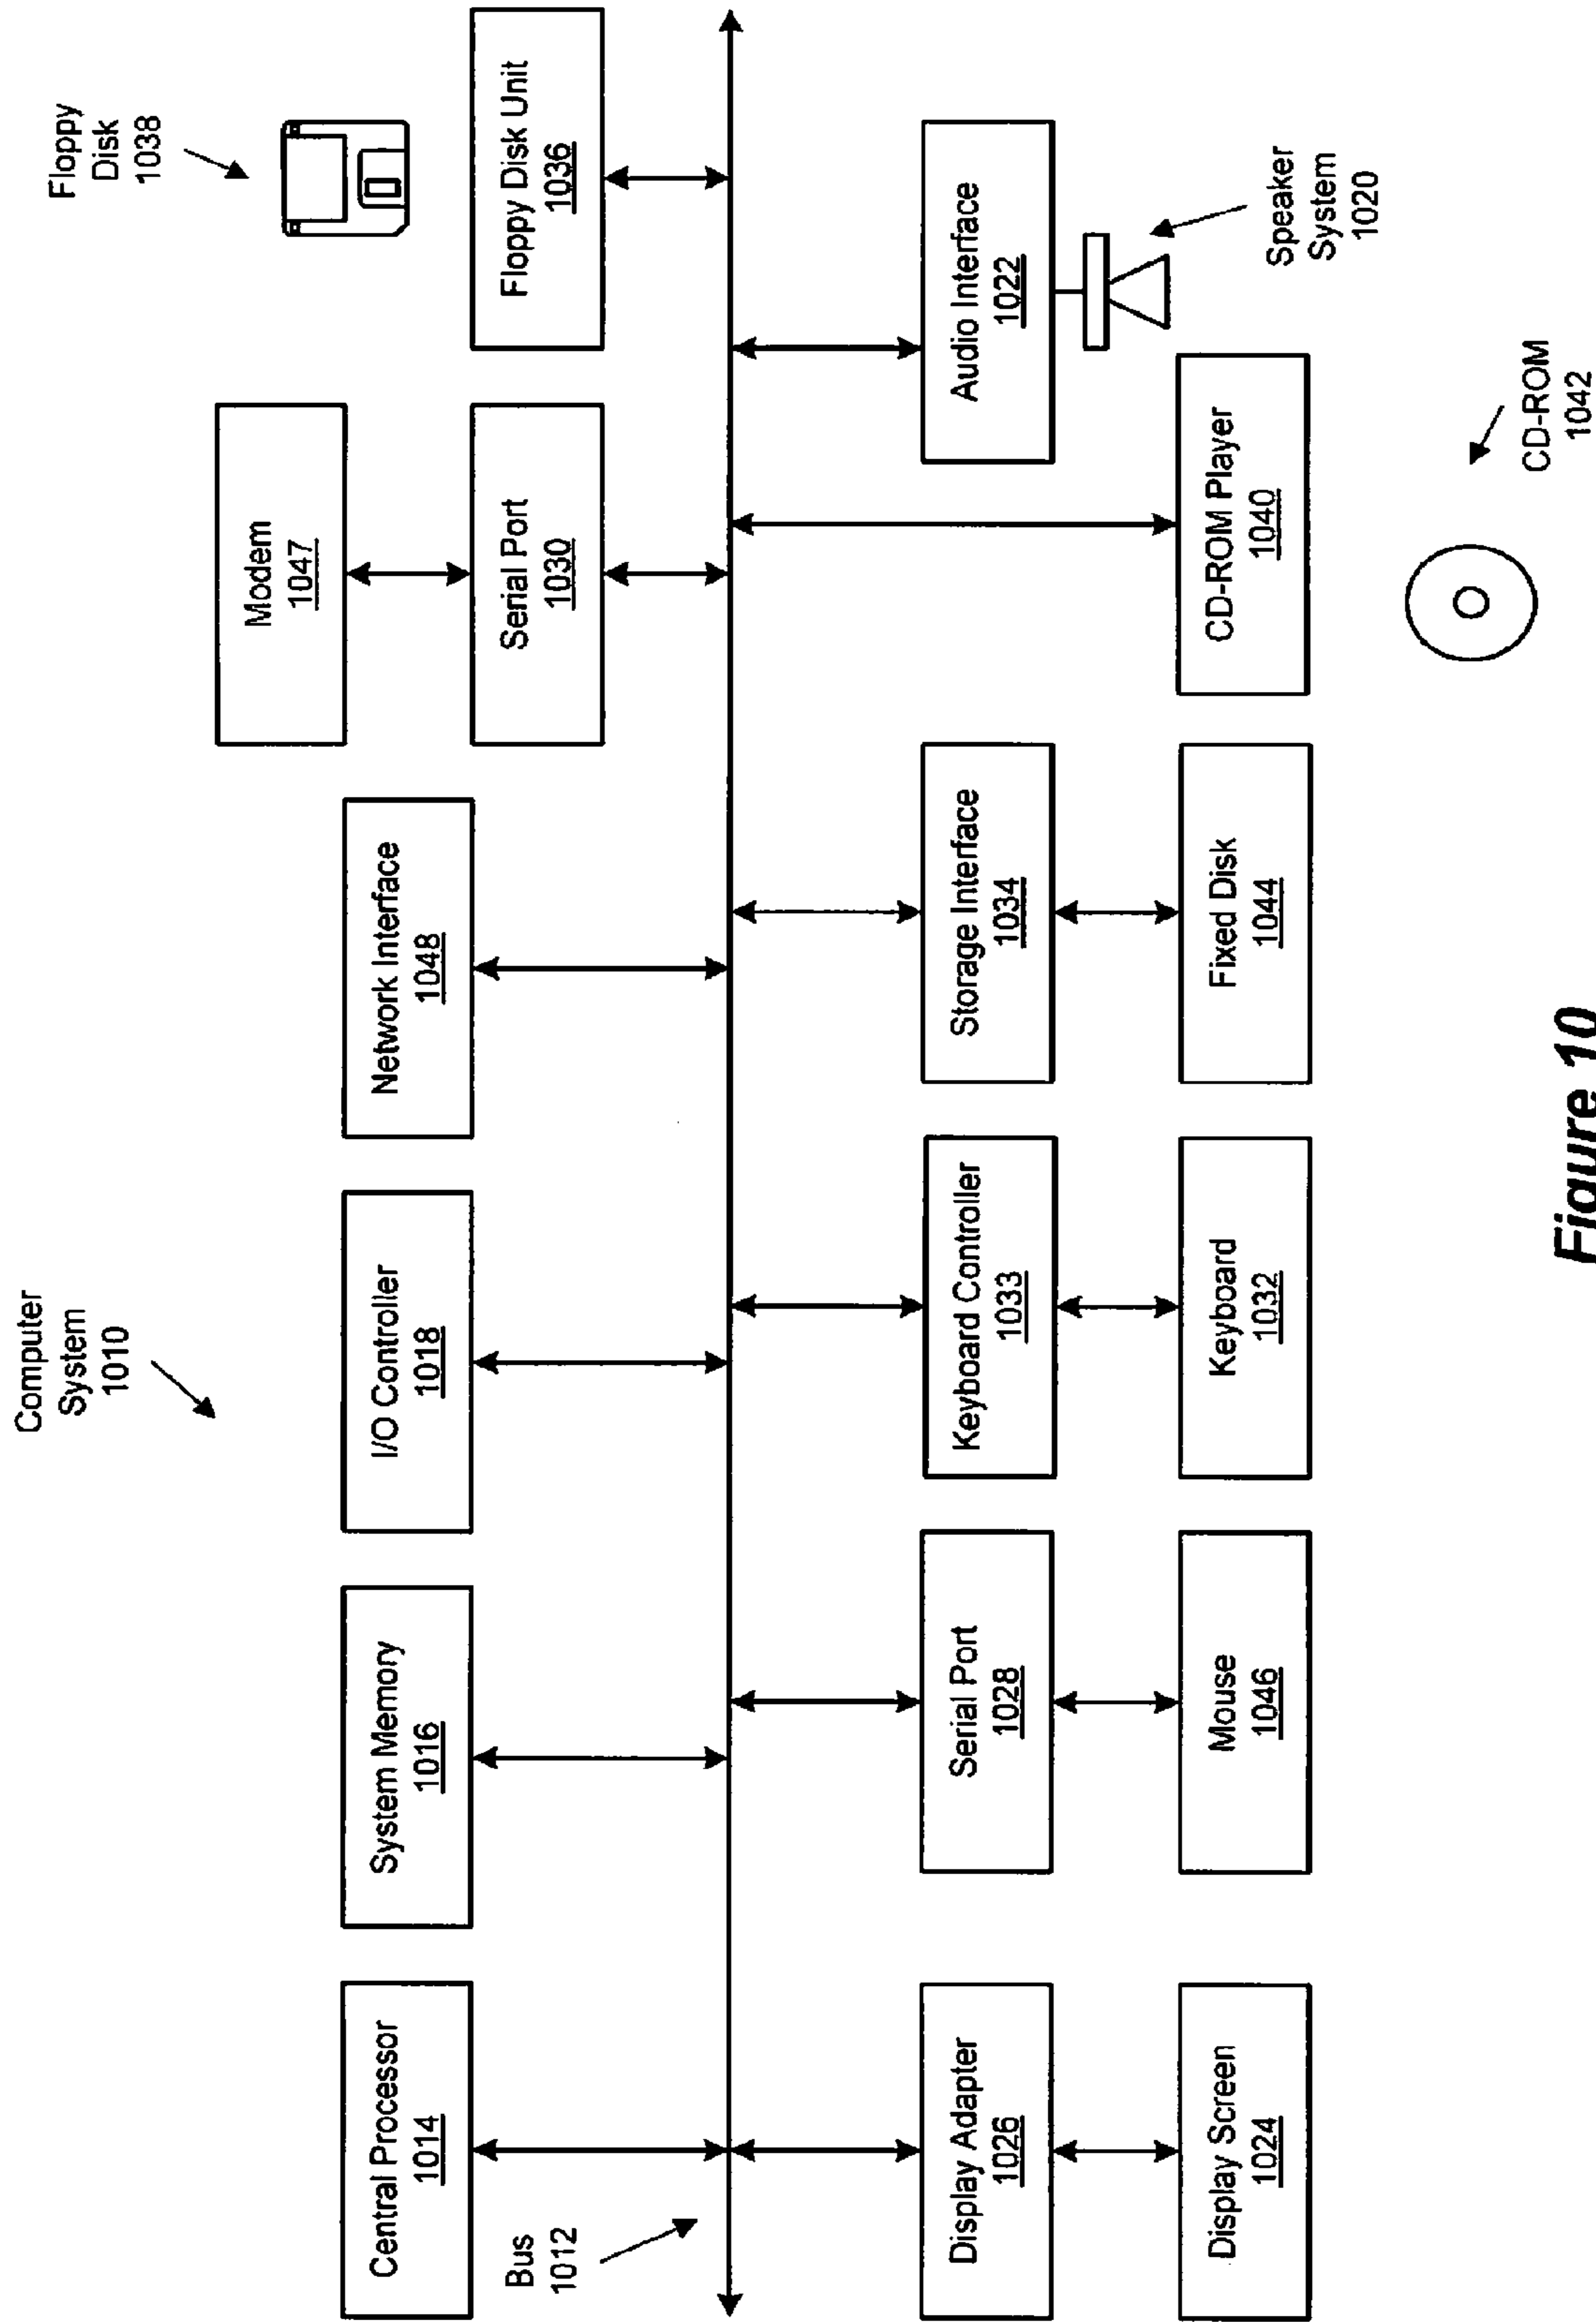 Computer
System
1010
Floppy
Disk
1038
Modem
1047
Central Processor
1014
System Memory
1016
I/O Controller
1018
Network Interface
1048
Serial Port
1030
Floppy Disk Unit
1036
Bus
1012
Display Adapter
1026
Serial Port
1028
Keyboard Controller
1033
Storage Interface
1034
Audio Interface
1022
Display Screen
1024
Mouse
1046
Keyboard
1032
Fixed Disk
1044
CD-ROM Player
1040
Speaker
System
1020
CD-ROM
1042
Figure 10